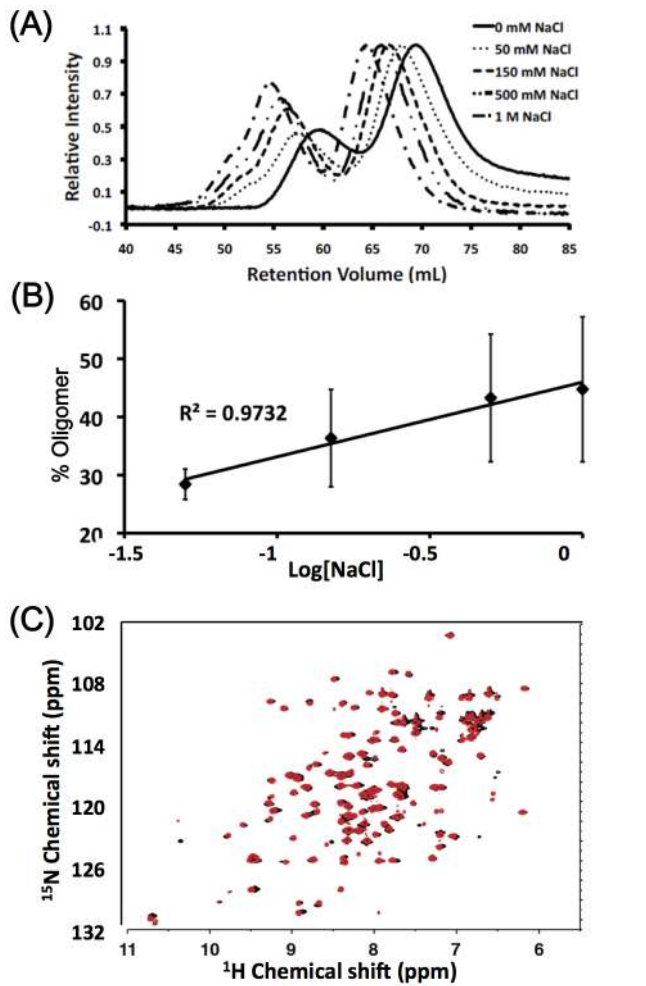 (A)
1.1
0.9
0.7
0.5
0.3
0.1
-0.1
Relative Intensity
0 mM NaCl
50 mM NaCl
150 mM NaCl
500 mM NaCl
1 M NaCl
40 45 50 55 60 65 70 75 80 85
Retention Volume (mL)
(B)
60
50
40
30
20
% Oligomer
R² = 0.9732
-1.5 -1 -0.5 0
Log[NaCl]
(C)
102
108
114
120
126
132
¹⁵N Chemical shift (ppm)
11 10 9 8 7 6
¹H Chemical shift (ppm)